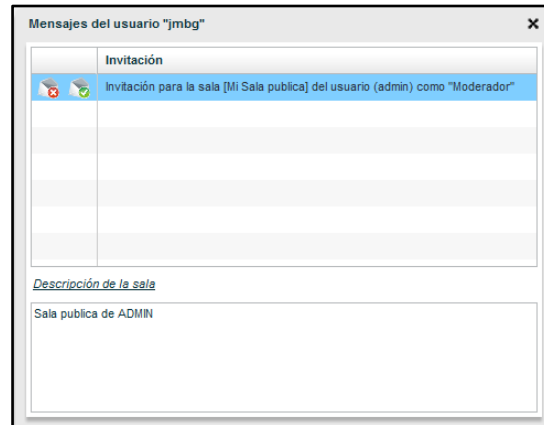 Mensajes del usuario "jmbg"
Invitación
Invitación para la sala [Mi Sala publica] del usuario (admin) como "Moderador"
Descripción de la sala
Sala publica de ADMIN